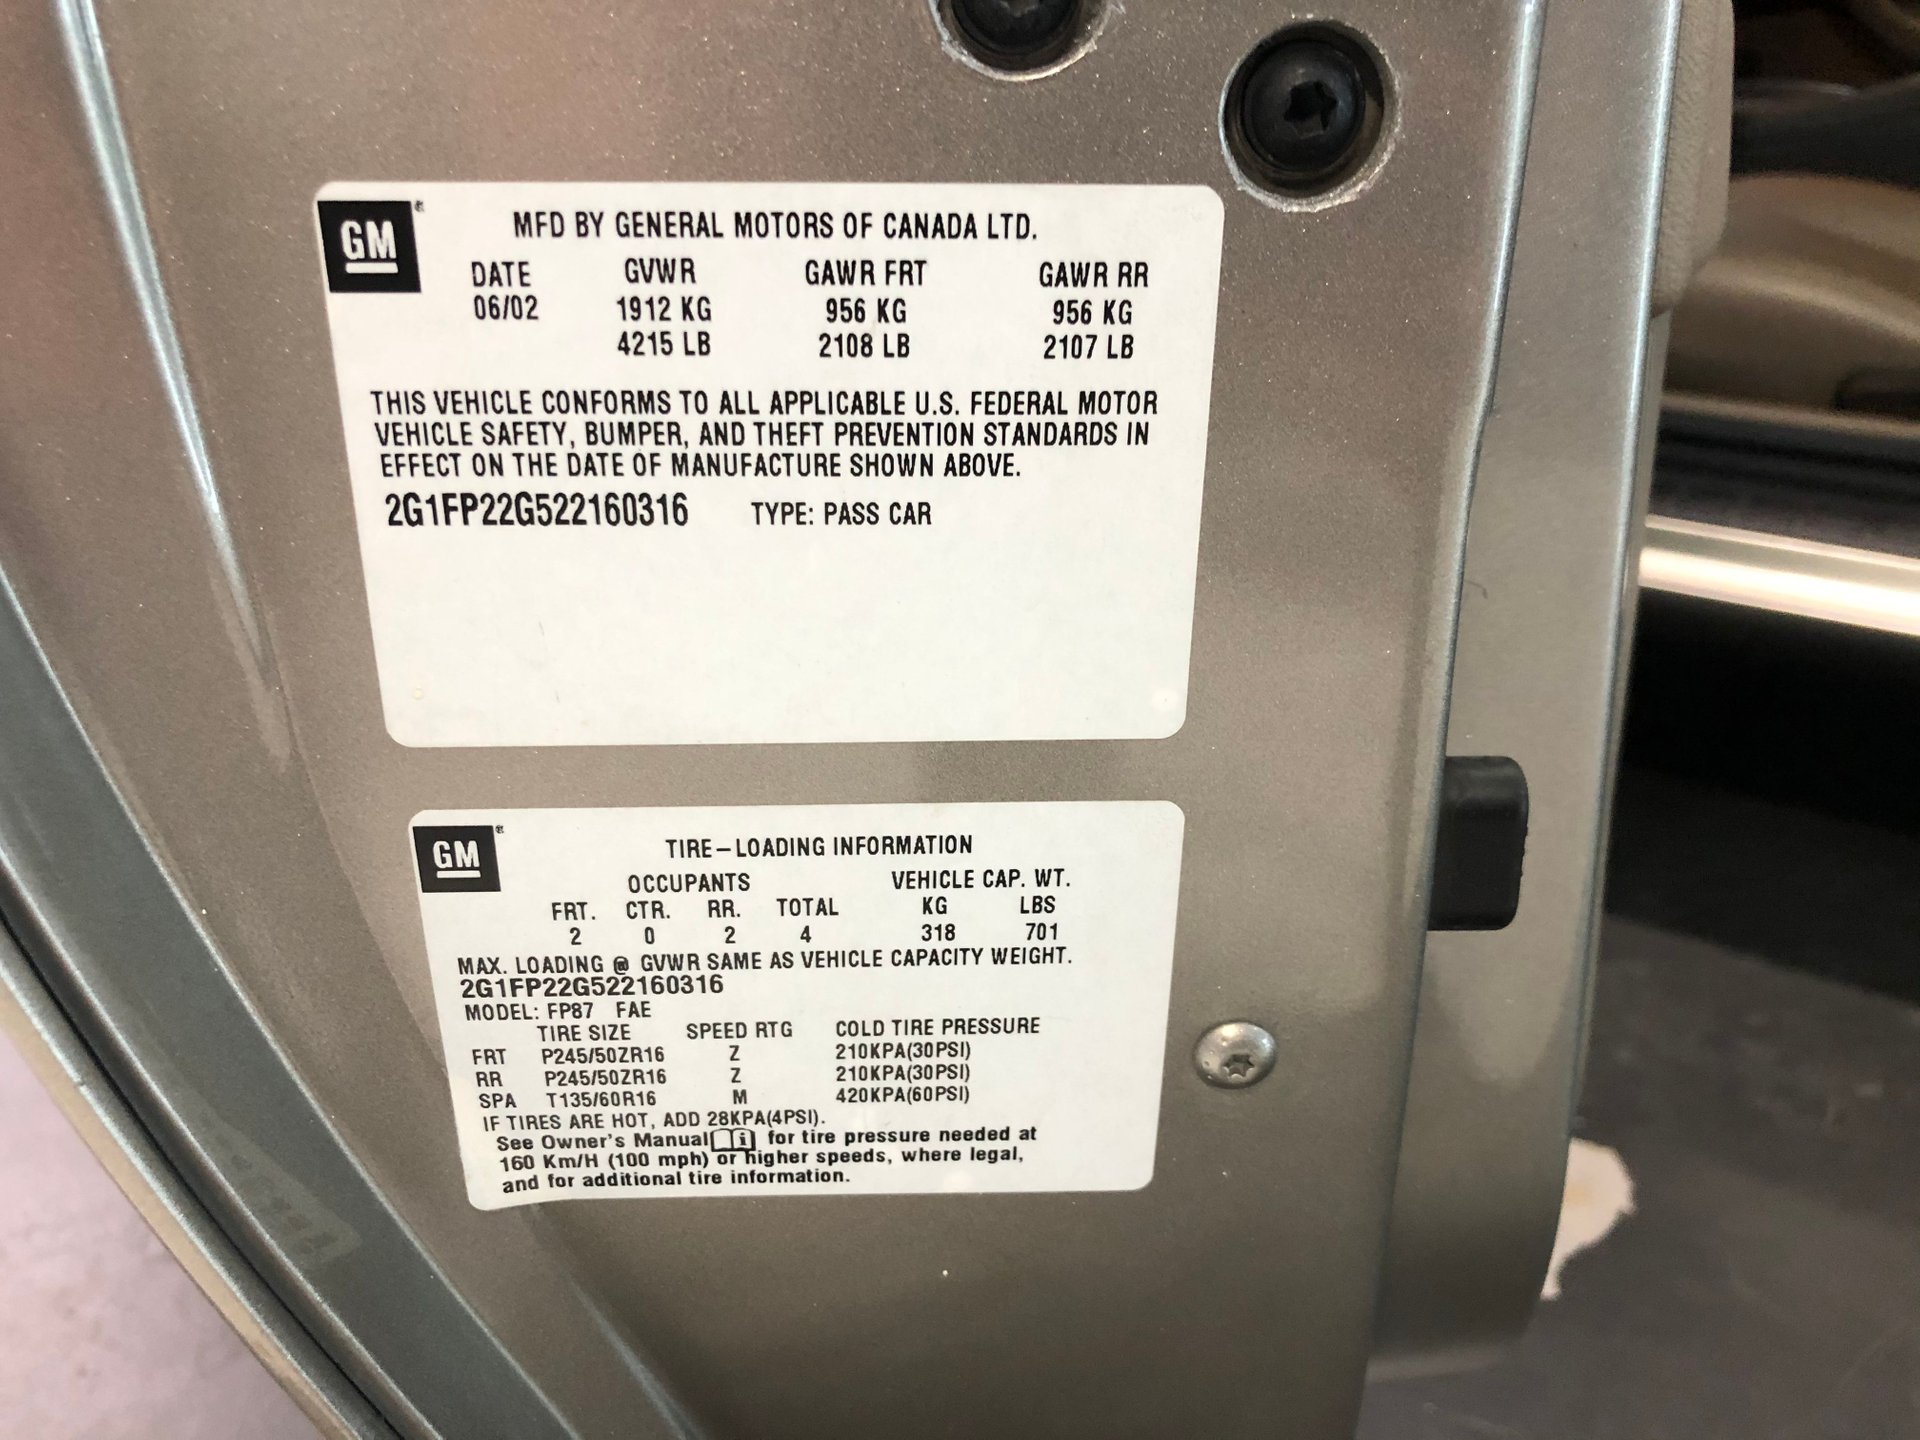 GM®
MFD BY GENERAL MOTORS OF CANADA LTD.
DATE GVWR GAWR FRT GAWR RR
06/02 1912 KG 956 KG 956 KG
4215 LB 2108 LB 2107 LB
THIS VEHICLE CONFORMS TO ALL APPLICABLE U.S. FEDERAL MOTOR
VEHICLE SAFETY, BUMPER, AND THEFT PREVENTION STANDARDS IN
EFFECT ON THE DATE OF MANUFACTURE SHOWN ABOVE.
2G1FP22G522160316 TYPE: PASS CAR
GM®
TIRE–LOADING INFORMATION
OCCUPANTS VEHICLE CAP. WT.
FRT. CTR. RR. TOTAL KG LBS
2 0 2 4 318 701
MAX. LOADING @ GVWR SAME AS VEHICLE CAPACITY WEIGHT.
2G1FP22G522160316
MODEL: FP87 FAE
TIRE SIZE SPEED RTG COLD TIRE PRESSURE
FRT P245/50ZR16 Z 210KPA(30PSI)
RR P245/50ZR16 Z 210KPA(30PSI)
SPA T135/60R16 M 420KPA(60PSI)
IF TIRES ARE HOT, ADD 28KPA(4PSI).
See Owner's Manual i for tire pressure needed at
160 Km/H (100 mph) or higher speeds, where legal,
and for additional tire information.